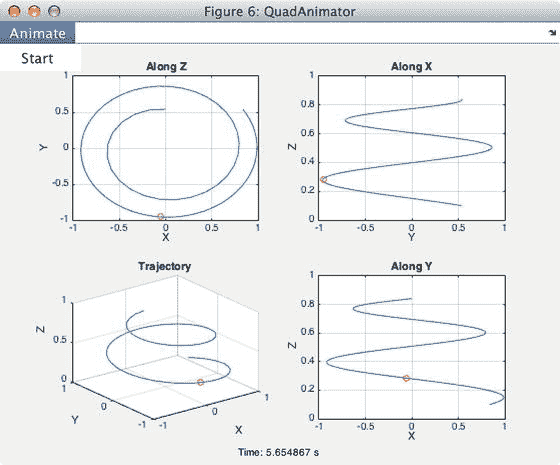 Figure 6: QuadAnimator
Animate
Start
Along Z
1
0.5
0
-0.5
-1
Y
-1 -0.5 0 0.5 1
X
Along X
1
0.8
0.6
0.4
0.2
0
Z
-1 -0.5 0 0.5 1
Y
Trajectory
1
0.5
0
Z
1
0
-1
Y
-1
0
1
X
Along Y
1
0.8
0.6
0.4
0.2
0
Z
-1 -0.5 0 0.5 1
X
Time: 5.654867 s